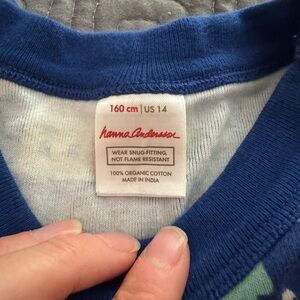 160 cm | US 14
hanna andersson
WEAR SNUG-FITTING,
NOT FLAME RESISTANT
100% ORGANIC COTTON
MADE IN INDIA